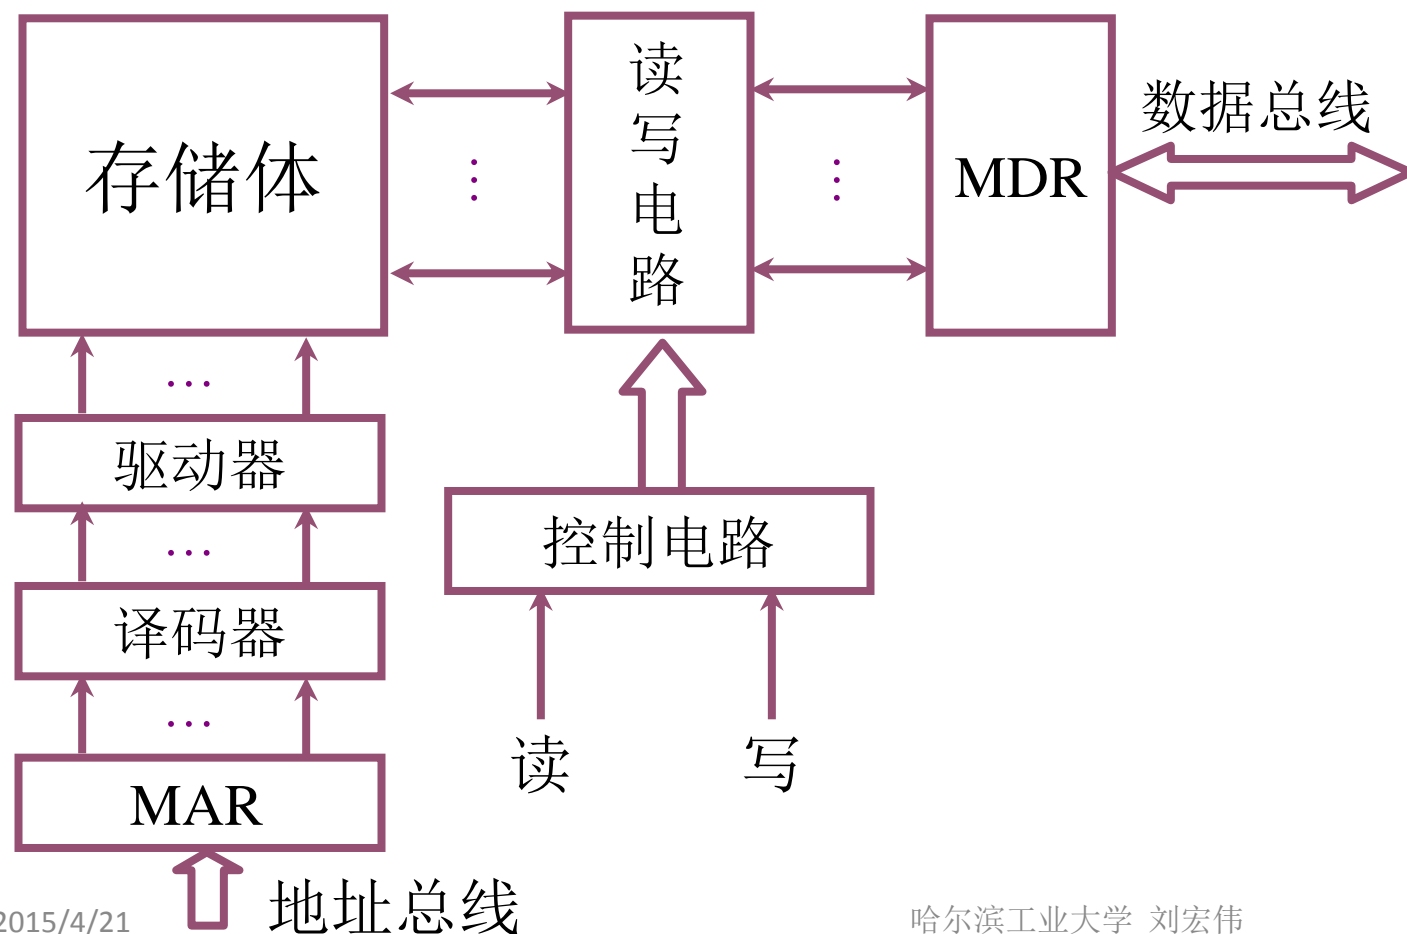 存储体
读写电路
MDR
数据总线
驱动器
控制电路
译码器
读
写
MAR
地址总线
2015/4/21
哈尔滨工业大学 刘宏伟